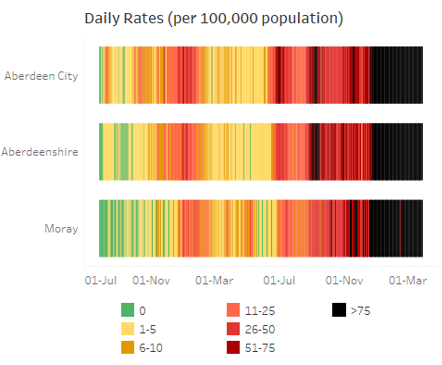 Daily Rates (per 100,000 population)
Aberdeen City
Aberdeenshire
Moray
01-Jul 01-Nov 01-Mar 01-Jul 01-Nov 01-Mar
0 11-25 >75
1-5 26-50
6-10 51-75